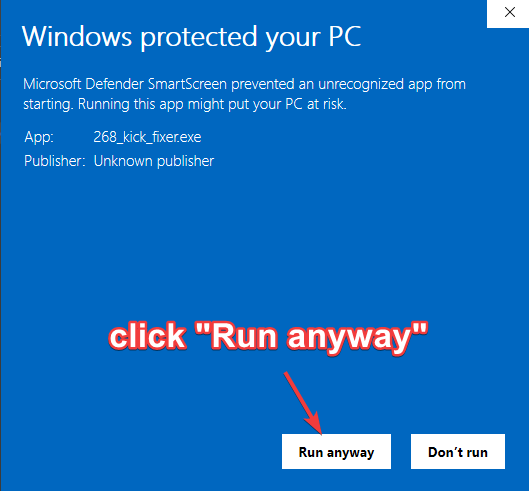 Windows protected your PC
Microsoft Defender SmartScreen prevented an unrecognized app from
starting. Running this app might put your PC at risk.
App: 268_kick_fixer.exe
Publisher: Unknown publisher
click "Run anyway"
Run anyway Don't run